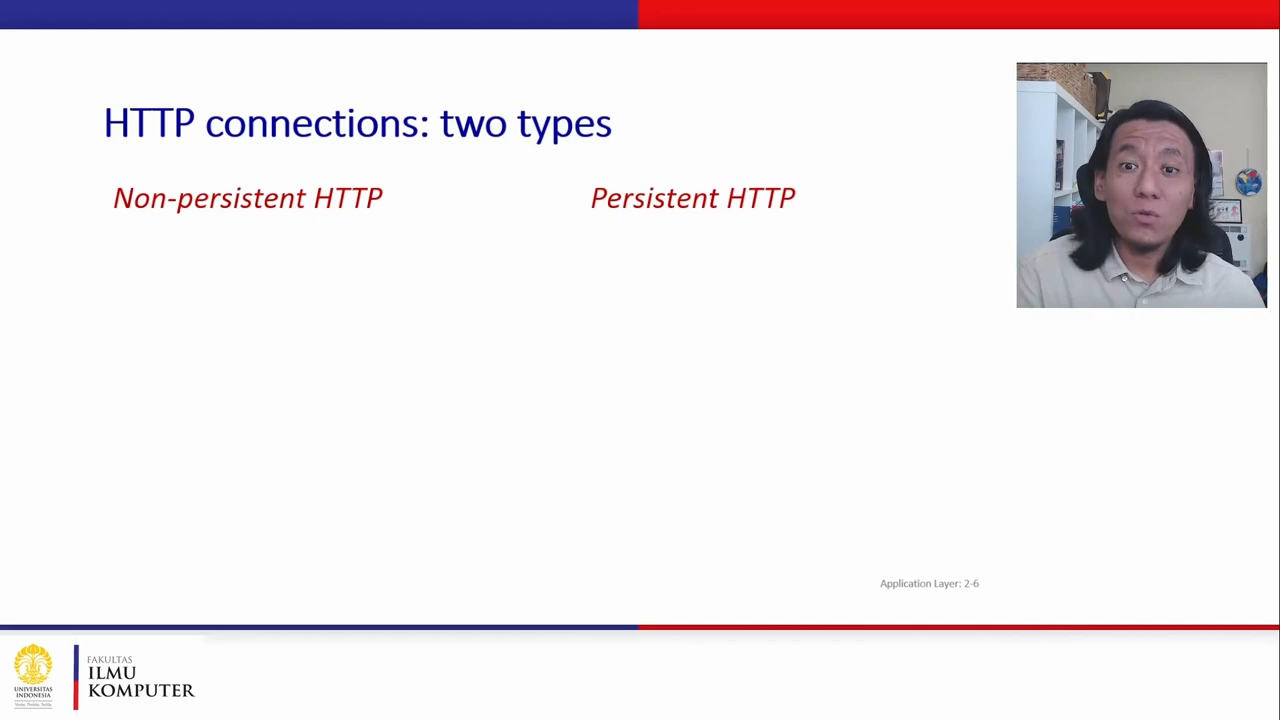 HTTP connections: two types
Non-persistent HTTP
Persistent HTTP
Application Layer: 2-6
UNIVERSITAS
INDONESIA
FAKULTAS
ILMU
KOMPUTER